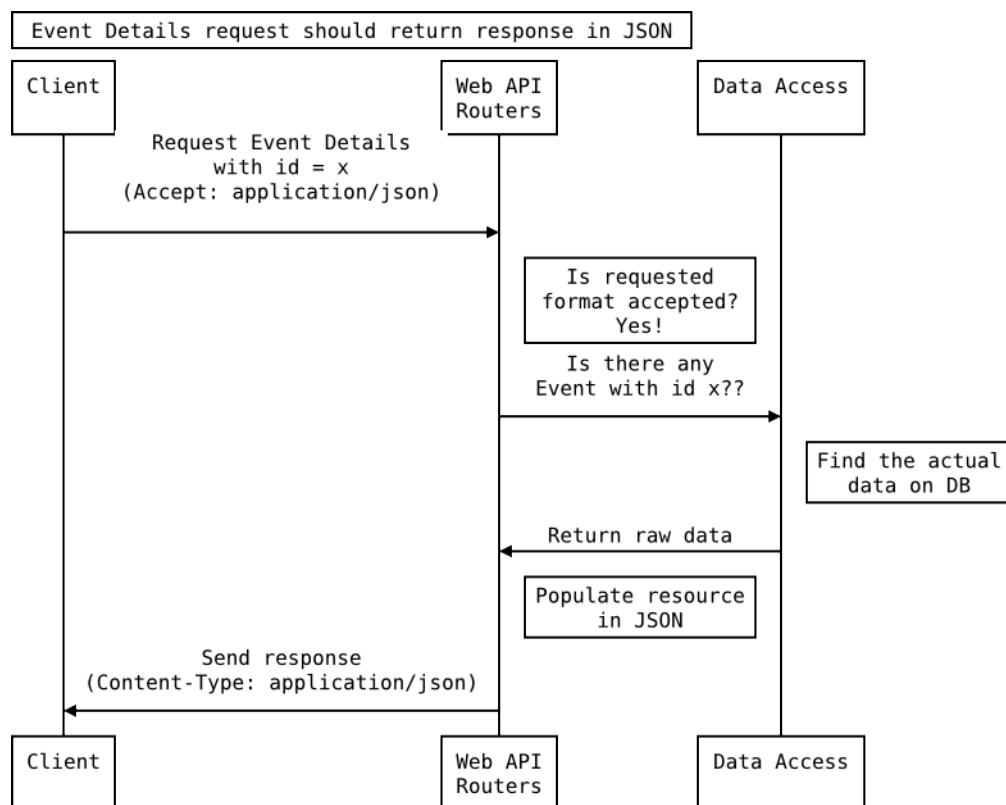 Event Details request should return response in JSON
Client
Web API
Routers
Data Access
Request Event Details
with id = x
(Accept: application/json)
Is requested
format accepted?
Yes!
Is there any
Event with id x??
Find the actual
data on DB
Return raw data
Populate resource
in JSON
Send response
(Content-Type: application/json)
Client
Web API
Routers
Data Access